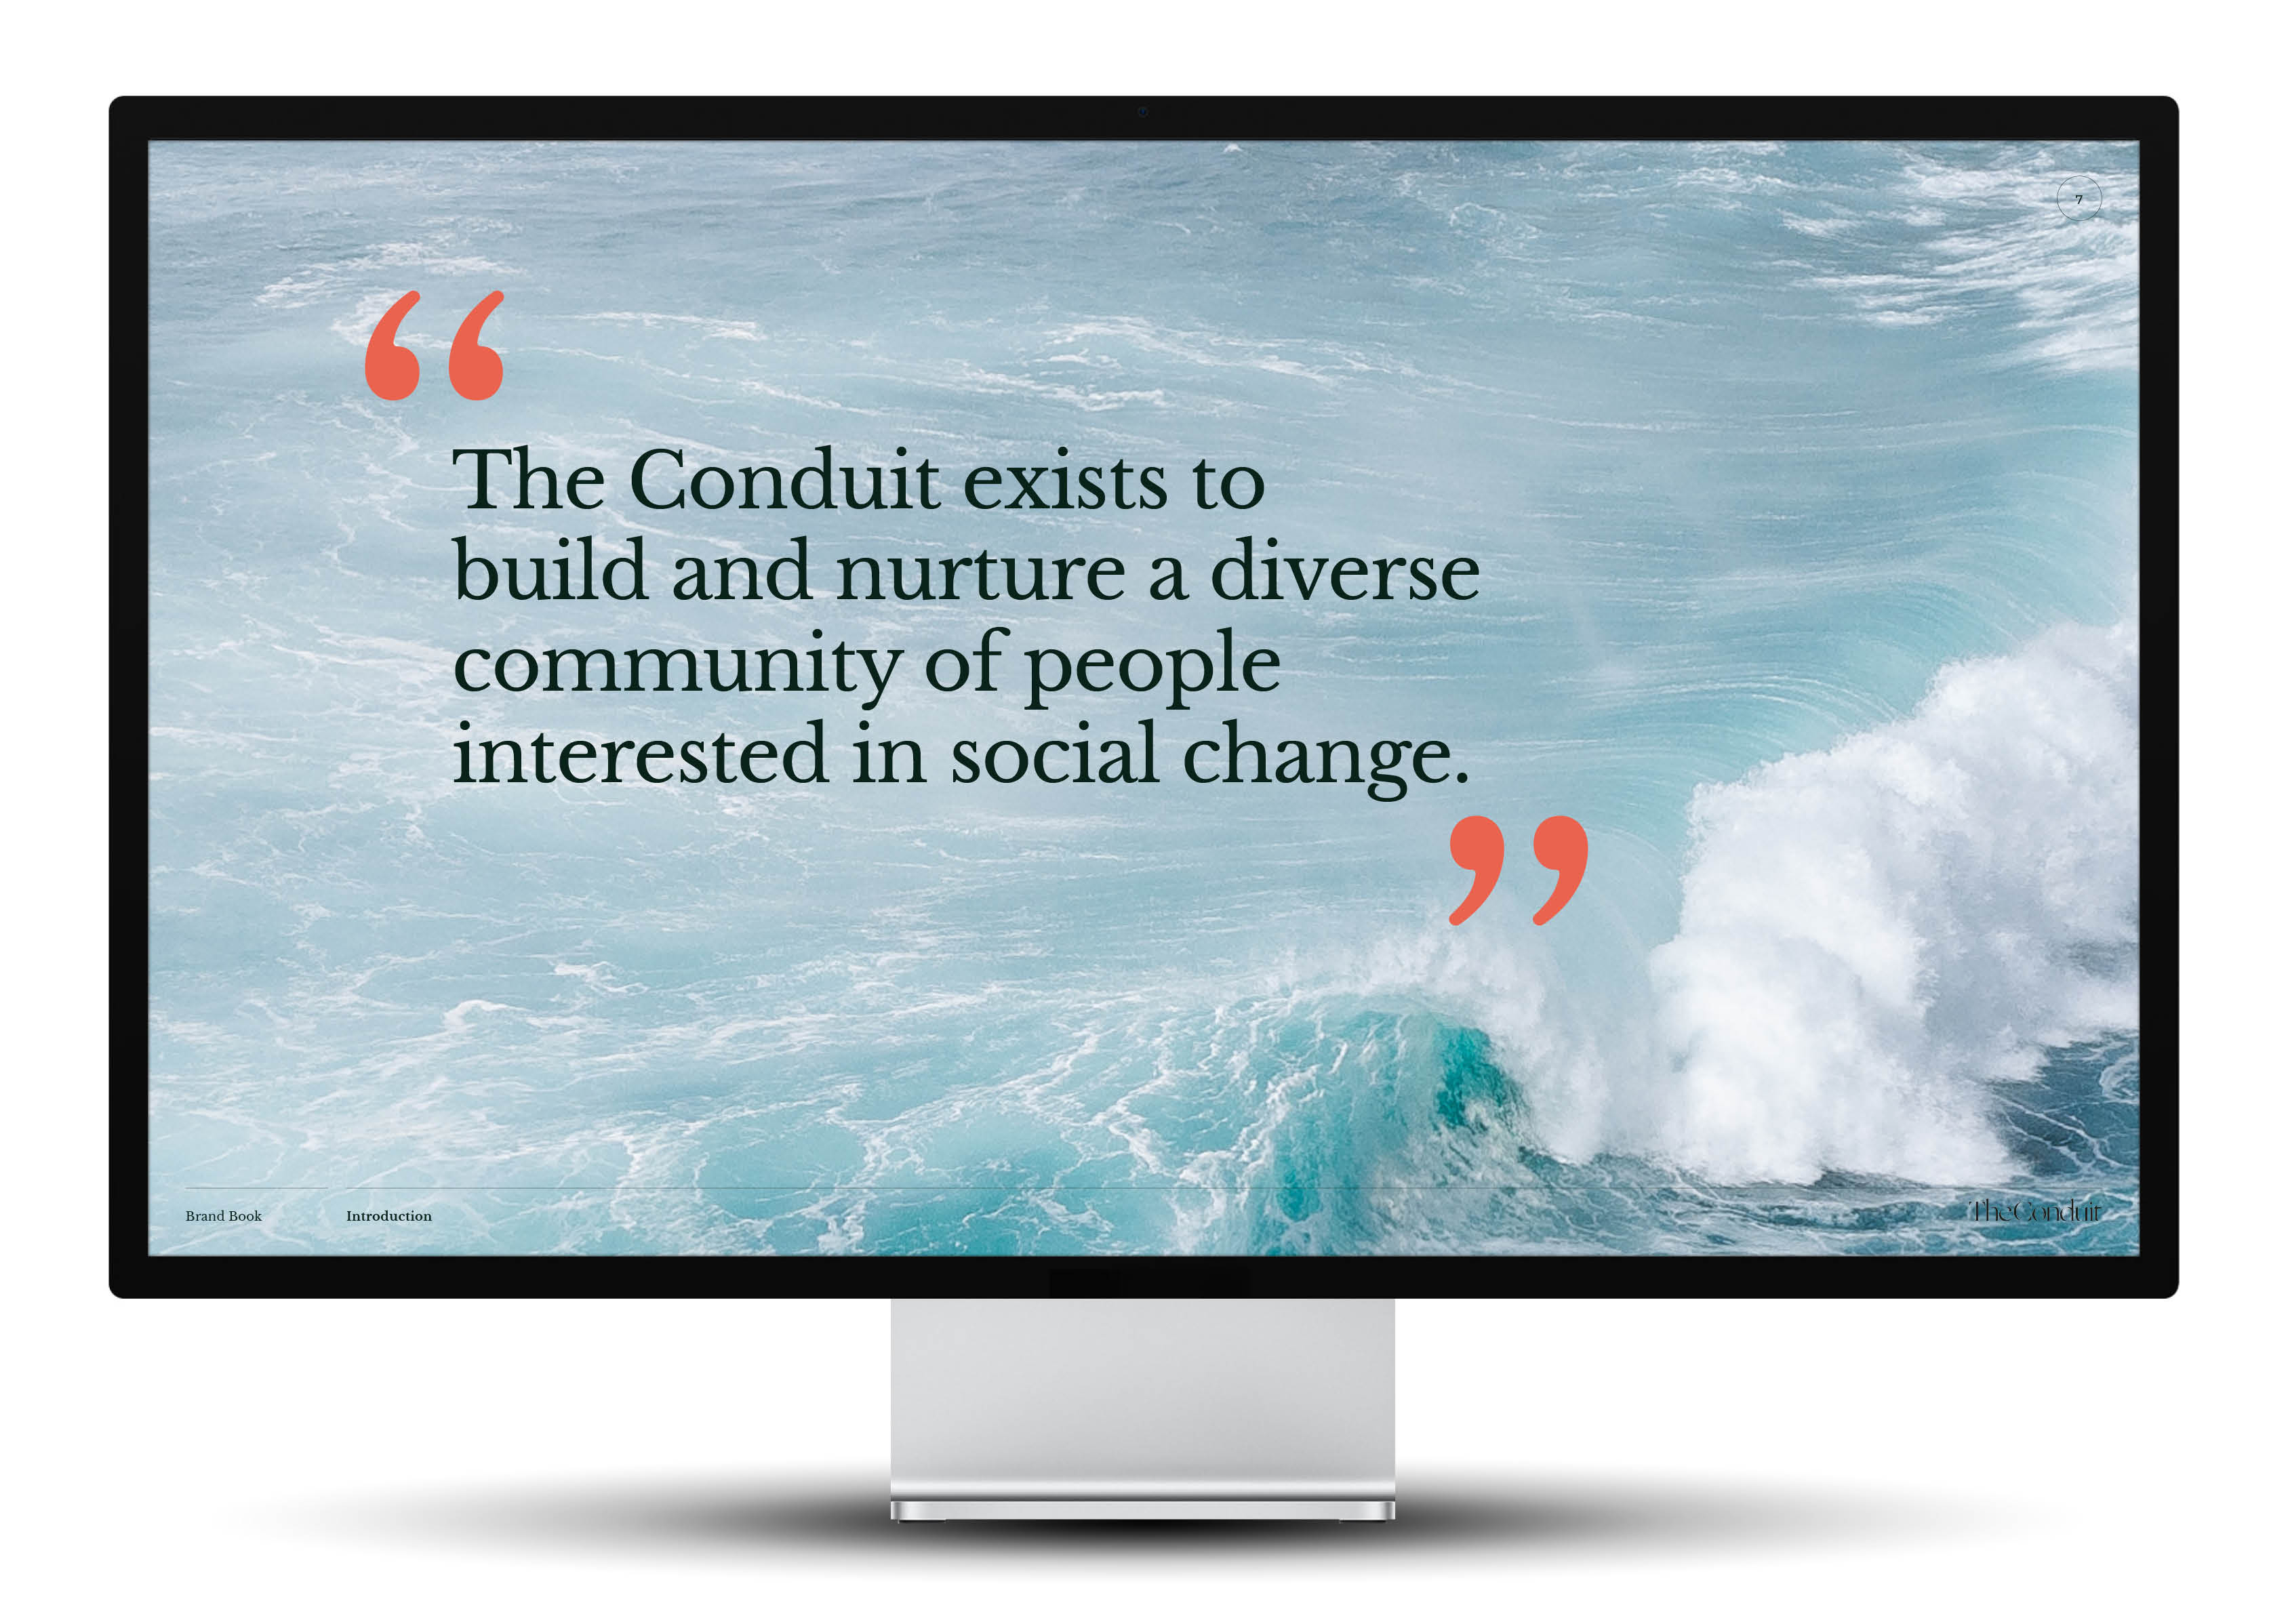 7
“
The Conduit exists to
build and nurture a diverse
community of people
interested in social change.
”
Brand Book
Introduction
TheConduit